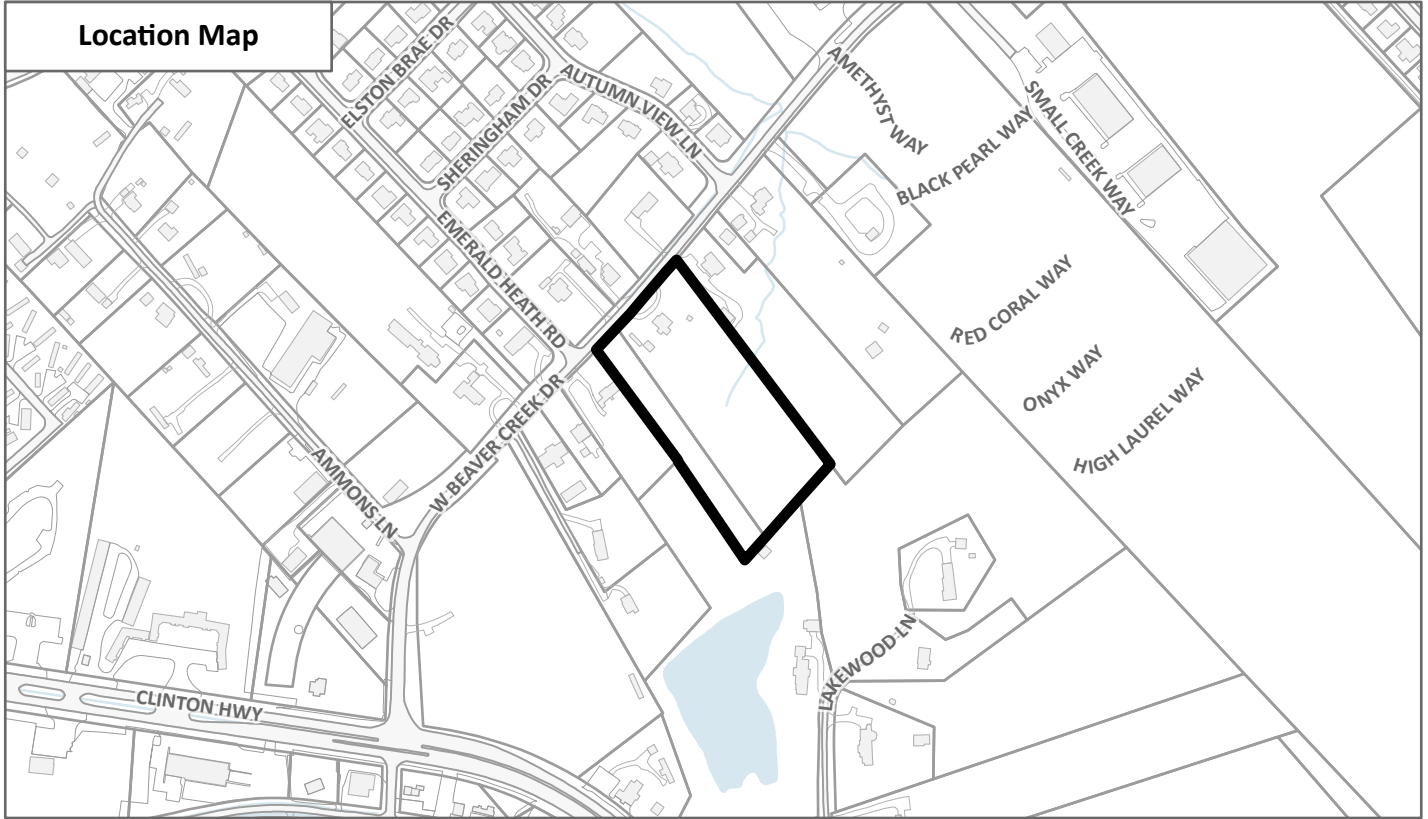 Location Map
ELSTON BRAE DR
AUTUMN VIEW LN
SHERINGHAM DR
AMETHYST WAY
SMALL CREEK WAY
BLACK PEARL WAY
EMERALD HEATH RD
RED CORAL WAY
ONYX WAY
HIGH LAUREL WAY
W BEAVER CREEK DR
AMMONS LN
LAKEWOOD LN
CLINTON HWY